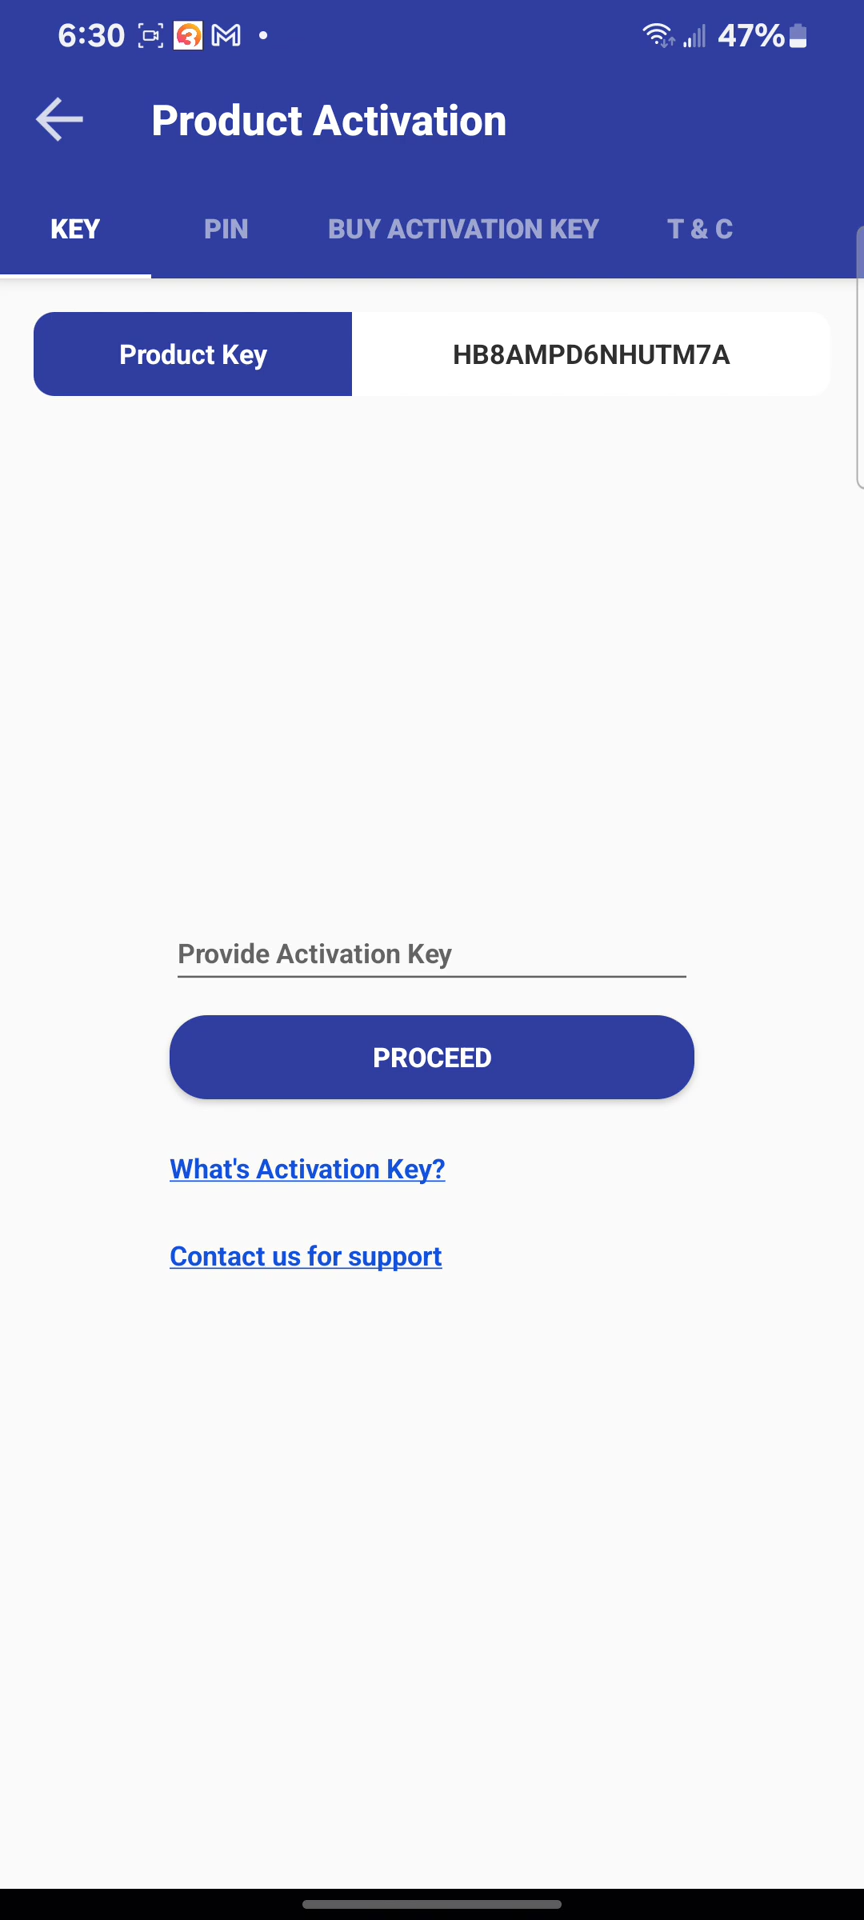 6:30 47%
Product Activation
KEY PIN BUY ACTIVATION KEY T & C
Product Key HB8AMPD6NHUTM7A
Provide Activation Key
PROCEED
What's Activation Key?
Contact us for support